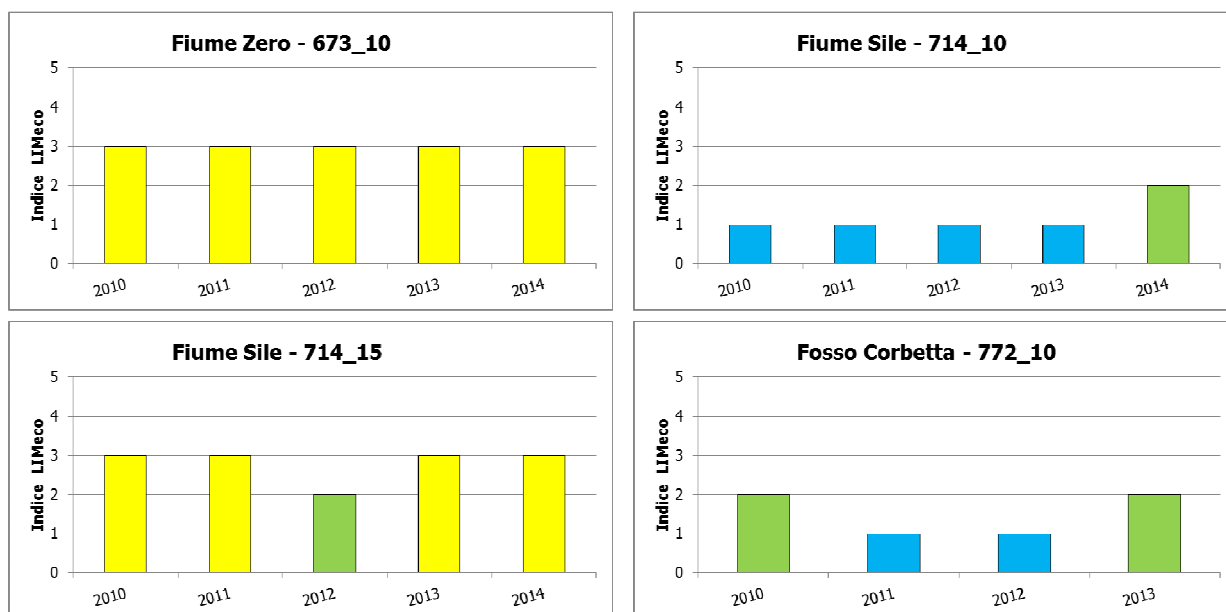 Fiume Zero - 673_10
Indice LIMeco
5
4
3
2
1
0
2010 2011 2012 2013 2014
Fiume Sile - 714_10
Indice LIMeco
5
4
3
2
1
0
2010 2011 2012 2013 2014
Fiume Sile - 714_15
Indice LIMeco
5
4
3
2
1
0
2010 2011 2012 2013 2014
Fosso Corbetta - 772_10
Indice LIMeco
5
4
3
2
1
0
2010 2011 2012 2013